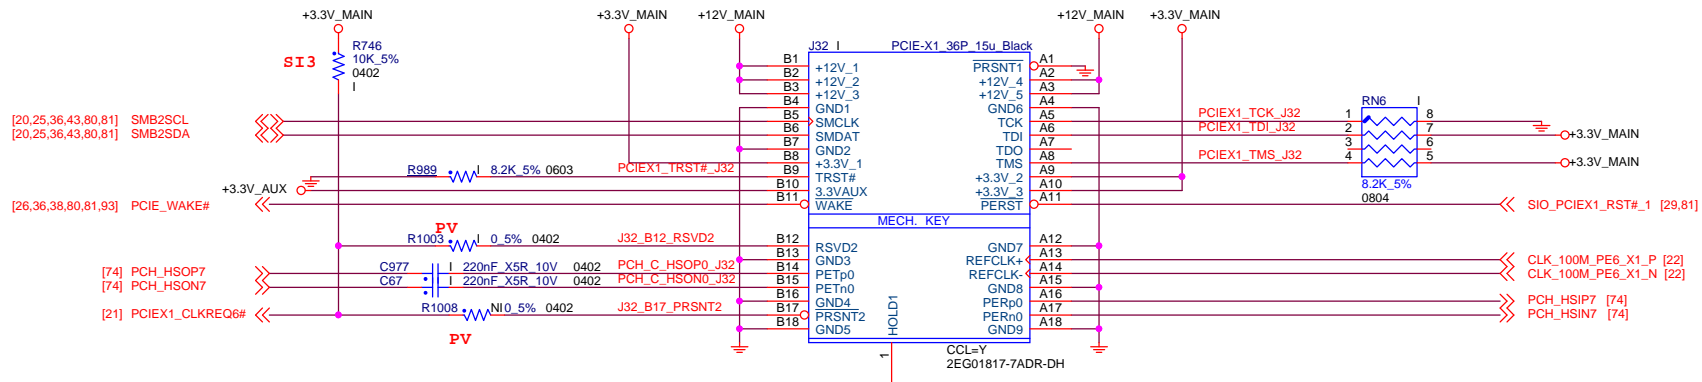 +3.3V_MAIN +3.3V_MAIN +12V_MAIN +12V_MAIN +3.3V_MAIN
SI3
R746
10K_5%
0402
I
J32 I PCIE-X1_36P_15u_Black
B1 +12V_1 PRSNT1 A1
B2 +12V_2 +12V_4 A2
B3 +12V_3 +12V_5 A3
B4 GND1 GND6 A4
[20,25,36,43,80,81] SMB2SCL B5 SMCLK TCK A5 PCIEX1_TCK_J32
[20,25,36,43,80,81] SMB2SDA B6 SMDAT TDI A6 PCIEX1_TDI_J32
B7 GND2 TDO A7
B8 +3.3V_1 TMS A8 PCIEX1_TMS_J32
R989 I 8.2K_5% 0603 PCIEX1_TRST#_J32 B9 TRST# +3.3V_2 A9
+3.3V_AUX B10 3.3VAUX +3.3V_3 A10
[26,36,38,80,81,93] PCIE_WAKE# B11 WAKE PERST A11 SIO_PCIEX1_RST#_1 [29,81]
RN6 I
1 8
2 7 +3.3V_MAIN
3 6
4 5 +3.3V_MAIN
8.2K_5%
0804
MECH. KEY
PV
R1003 I 0_5% 0402 J32_B12_RSVD2 B12 RSVD2 GND7 A12
B13 GND3 REFCLK+ A13 CLK_100M_PE6_X1_P [22]
[74] PCH_HSOP7 C977 I 220nF_X5R_10V 0402 PCH_C_HSOP0_J32 B14 PETp0 REFCLK- A14 CLK_100M_PE6_X1_N [22]
[74] PCH_HSON7 C67 I 220nF_X5R_10V 0402 PCH_C_HSON0_J32 B15 PETn0 GND8 A15
B16 GND4 PERp0 A16 PCH_HSIP7 [74]
[21] PCIEX1_CLKREQ6# R1008 NI 0_5% 0402 J32_B17_PRSNT2 B17 PRSNT2 PERn0 A17 PCH_HSIN7 [74]
B18 GND5 GND9 A18
PV
HOLD1
1
CCL=Y
2EG01817-7ADR-DH